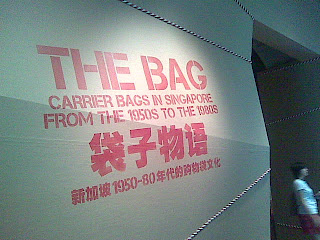 THE BAG
CARRIER BAGS IN SINGAPORE
FROM THE 1950S TO THE 1980S
袋子物语
新加坡1950-80年代的购物袋文化